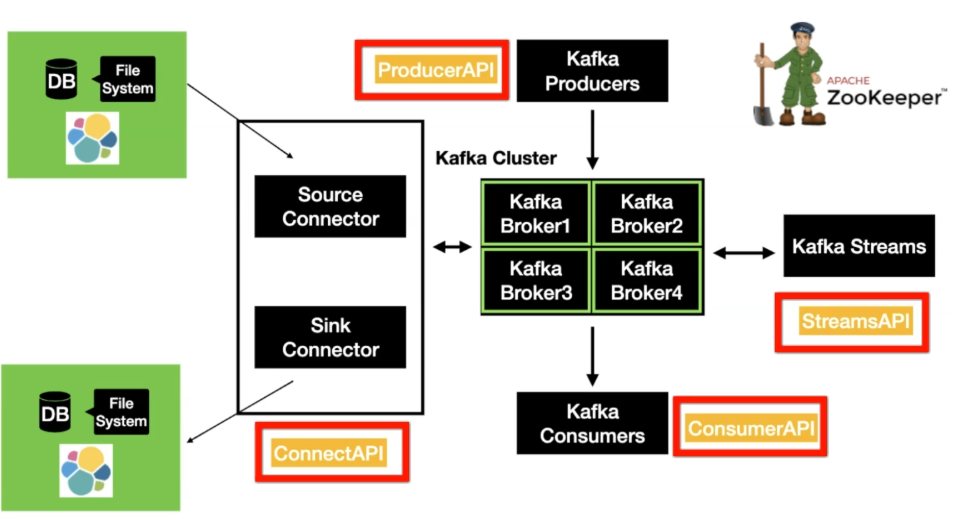 DB
File
System
ProducerAPI
Kafka
Producers
APACHE
ZooKeeper™
Kafka Cluster
Source
Connector
Kafka
Broker1
Kafka
Broker2
Kafka
Broker3
Kafka
Broker4
Kafka Streams
StreamsAPI
Sink
Connector
DB
File
System
ConnectAPI
Kafka
Consumers
ConsumerAPI